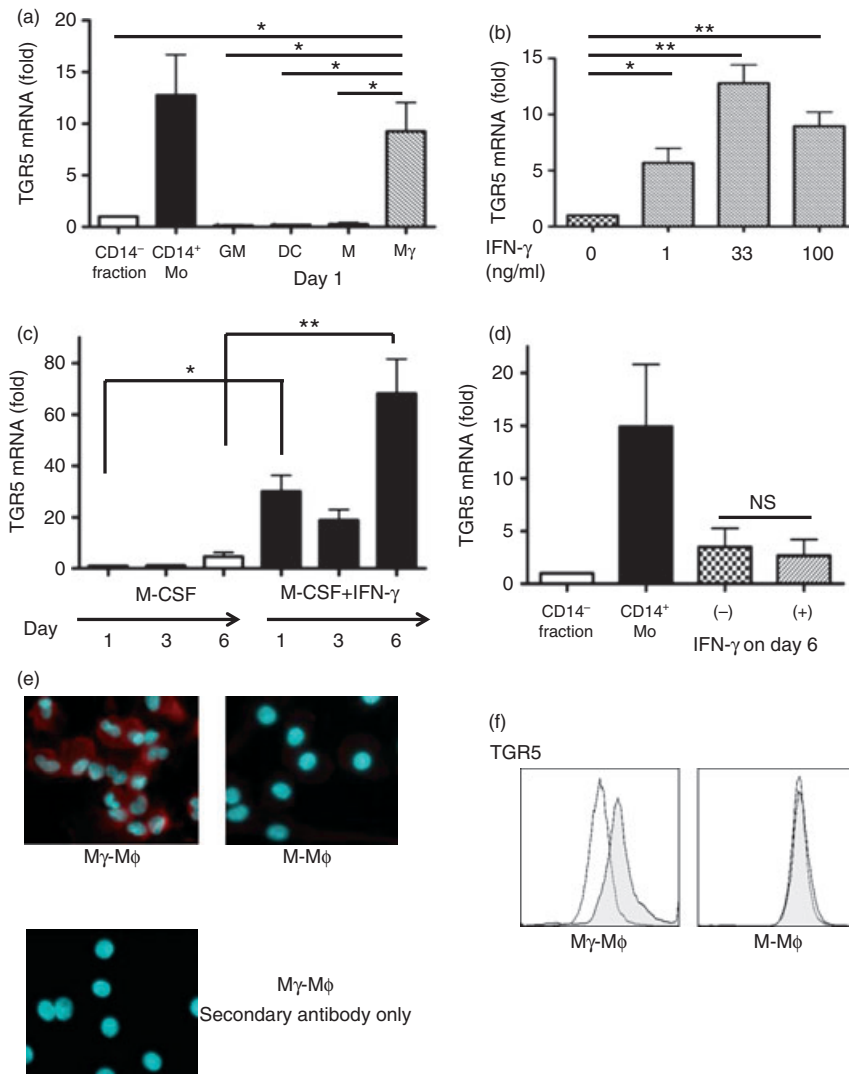 (a)
*
*
*
*
TGR5 mRNA (fold)
20
15
10
5
0
CD14– fraction
CD14+ Mo
GM
DC
M
Mγ
Day 1
(b)
**
**
*
TGR5 mRNA (fold)
20
15
10
5
0
IFN-γ (ng/ml)
0
1
33
100
(c)
**
*
TGR5 mRNA (fold)
80
60
40
20
0
M-CSF
M-CSF+IFN-γ
Day
1
3
6
1
3
6
(d)
TGR5 mRNA (fold)
20
15
10
5
0
NS
CD14– fraction
CD14+ Mo
(–)
(+)
IFN-γ on day 6
(e)
Mγ-Mϕ
M-Mϕ
Mγ-Mϕ
Secondary antibody only
(f)
TGR5
Mγ-Mϕ
M-Mϕ